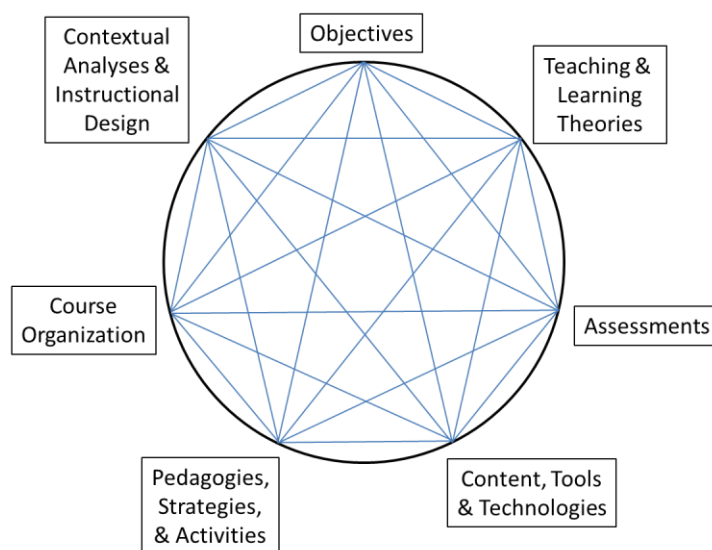 Objectives
Contextual
Analyses &
Instructional
Design
Teaching &
Learning
Theories
Course
Organization
Assessments
Pedagogies,
Strategies,
& Activities
Content, Tools
& Technologies